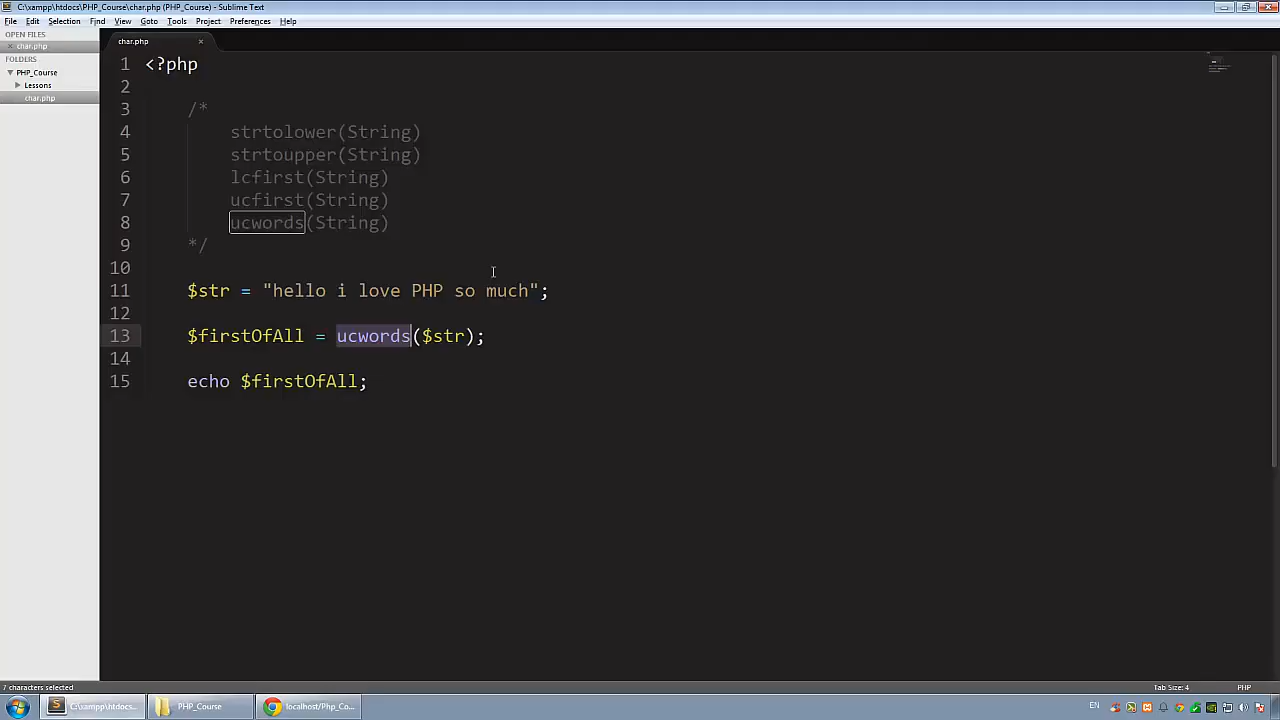 C:\xampp\htdocs\PHP_Course\char.php (PHP_Course) - Sublime Text
File Edit Selection Find View Goto Tools Project Preferences Help
OPEN FILES
× char.php
FOLDERS
PHP_Course
Lessons
char.php
char.php ×
1 <?php
2
3 /*
4 strtolower(String)
5 strtoupper(String)
6 lcfirst(String)
7 ucfirst(String)
8 ucwords(String)
9 */
10
11 $str = "hello i love PHP so much";
12
13 $firstOfAll = ucwords($str);
14
15 echo $firstOfAll;
7 characters selected
Tab Size: 4
PHP
C:\xampp\htdocs...
PHP_Course
localhost/Php_Co...
EN